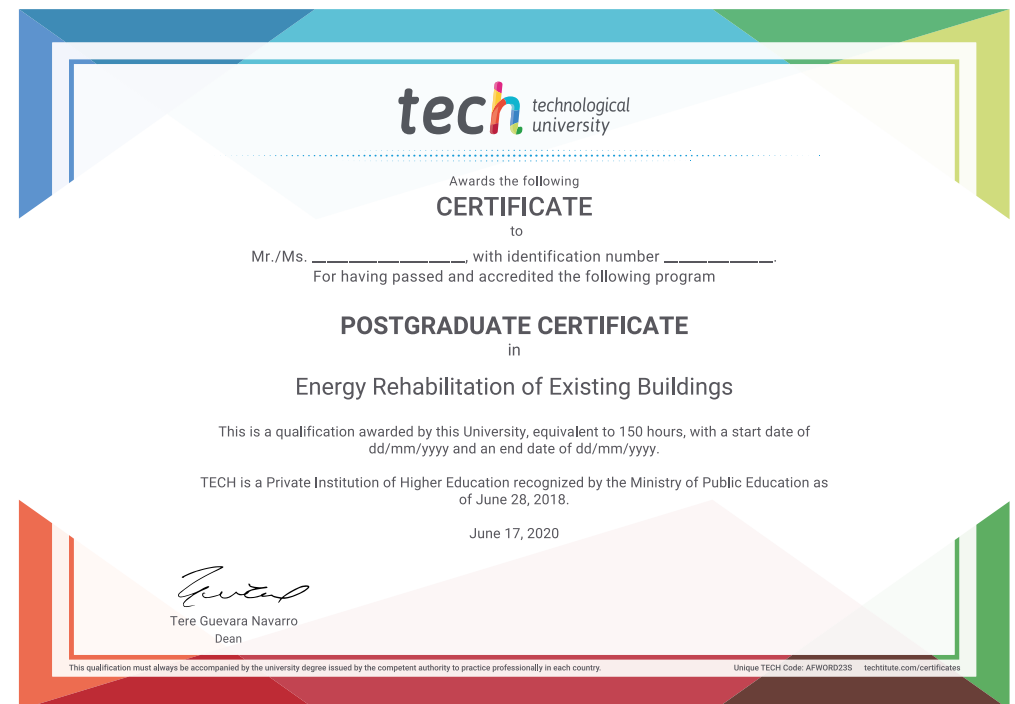 tech technological
university
Awards the following
CERTIFICATE
to
Mr./Ms. ____________________, with identification number ______________.
For having passed and accredited the following program
POSTGRADUATE CERTIFICATE
in
Energy Rehabilitation of Existing Buildings
This is a qualification awarded by this University, equivalent to 150 hours, with a start date of
dd/mm/yyyy and an end date of dd/mm/yyyy.
TECH is a Private Institution of Higher Education recognized by the Ministry of Public Education as
of June 28, 2018.
June 17, 2020
Tere Guevara Navarro
Dean
This qualification must always be accompanied by the university degree issued by the competent authority to practice professionally in each country.
Unique TECH Code: AFWORD23S techtitute.com/certificates